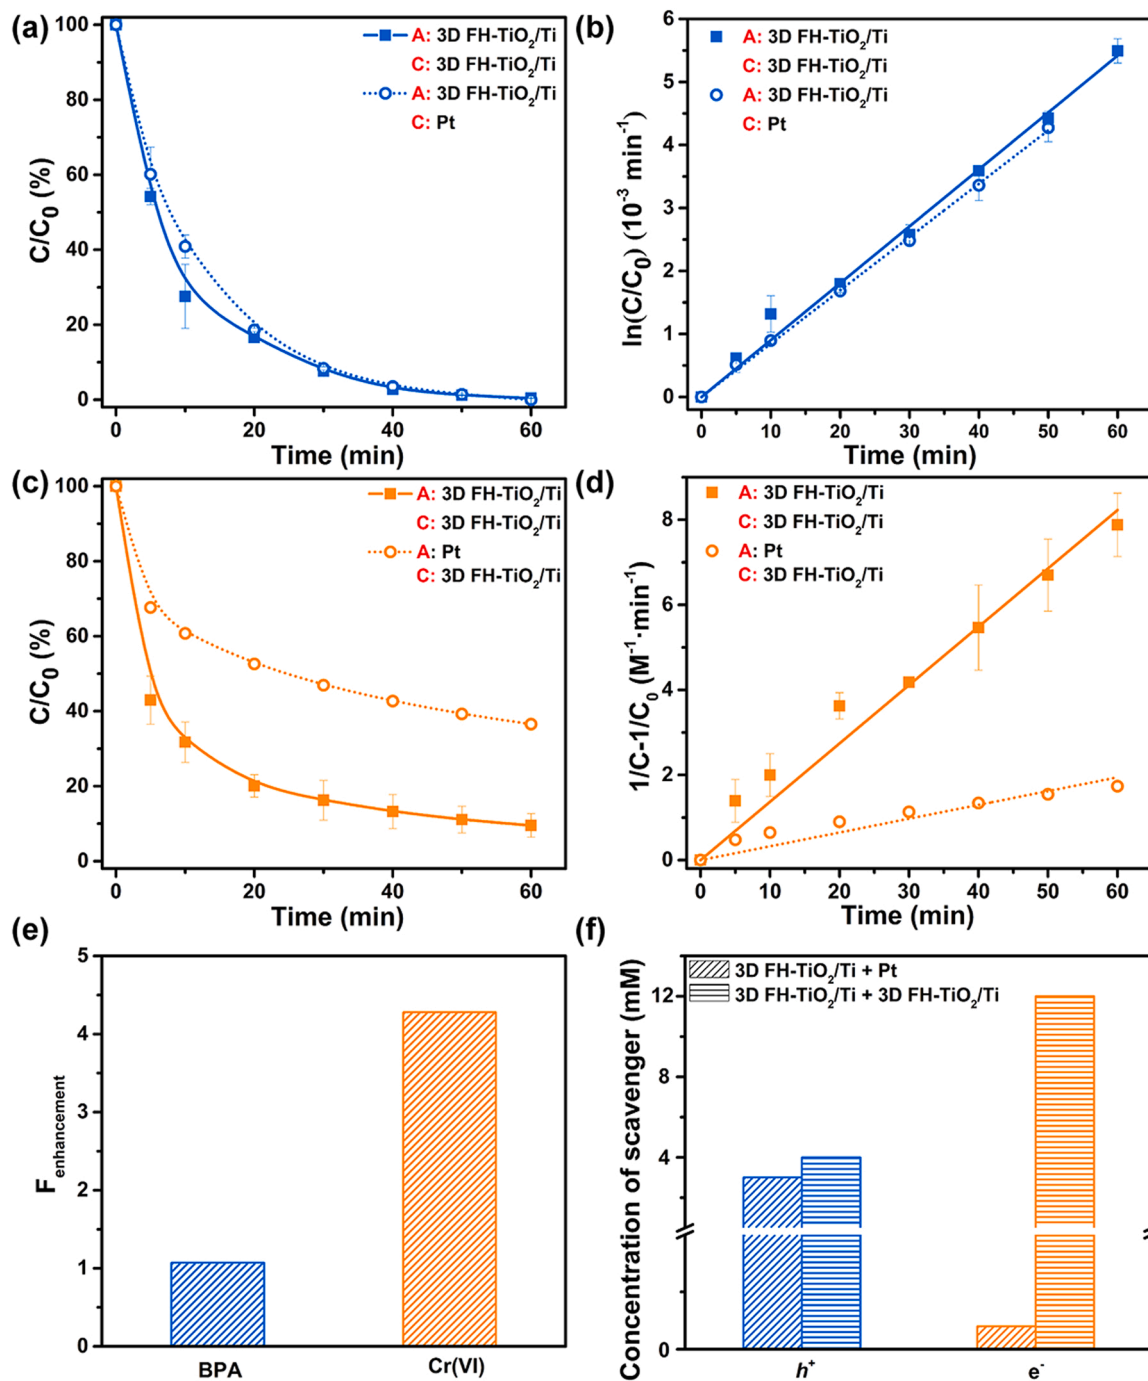 (a)
A: 3D FH-TiO₂/Ti
C: 3D FH-TiO₂/Ti
A: 3D FH-TiO₂/Ti
C: Pt
C/C₀ (%)
100
80
60
40
20
0
0 10 20 30 40 50 60
Time (min)
(b)
A: 3D FH-TiO₂/Ti
C: 3D FH-TiO₂/Ti
A: 3D FH-TiO₂/Ti
C: Pt
ln(C/C₀) (10⁻³ min⁻¹)
6
5
4
3
2
1
0
0 10 20 30 40 50 60
Time (min)
(c)
A: 3D FH-TiO₂/Ti
C: 3D FH-TiO₂/Ti
A: Pt
C: 3D FH-TiO₂/Ti
C/C₀ (%)
100
80
60
40
20
0
0 20 40 60
Time (min)
(d)
A: 3D FH-TiO₂/Ti
C: 3D FH-TiO₂/Ti
A: Pt
C: 3D FH-TiO₂/Ti
1/C-1/C₀ (M⁻¹·min⁻¹)
8
6
4
2
0
0 10 20 30 40 50 60
Time (min)
(e)
F enhancement
5
4
3
2
1
0
BPA Cr(VI)
(f)
3D FH-TiO₂/Ti + Pt
3D FH-TiO₂/Ti + 3D FH-TiO₂/Ti
Concentration of scavenger (mM)
12
4
0
h⁺ e⁻